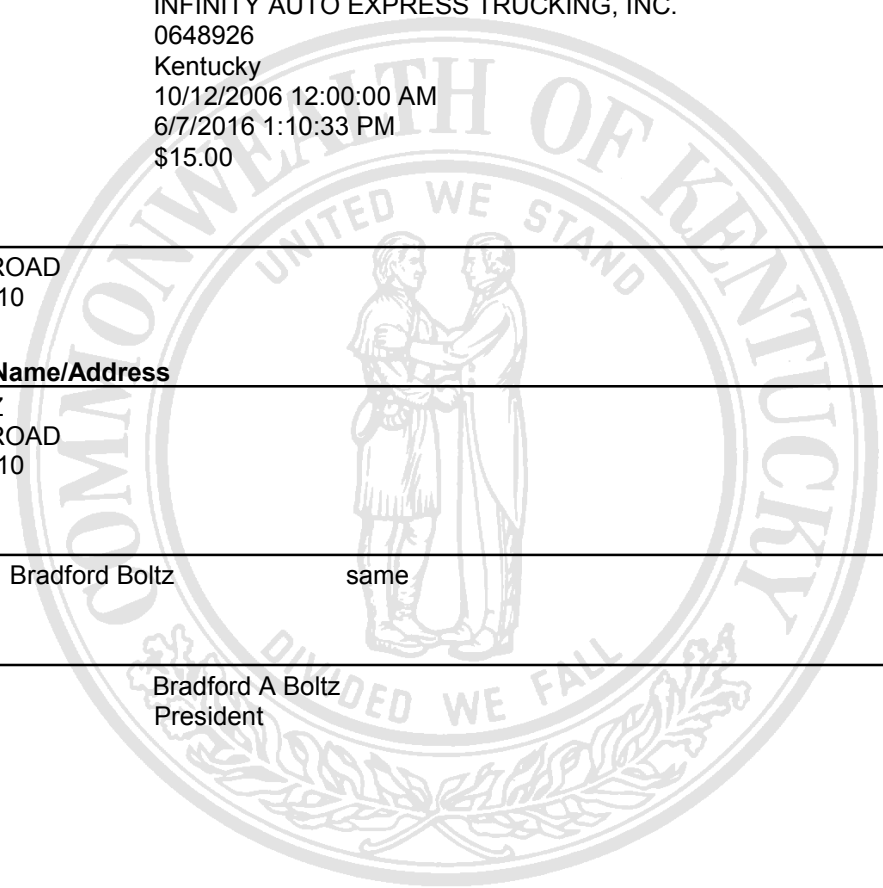 INFINITY AUTO EXPRESS TRUCKING, INC.
0648926
Kentucky
10/12/2006 12:00:00 AM
6/7/2016 1:10:33 PM
$15.00
ROAD
10
Name/Address
Z
ROAD
10
Bradford Boltz same
Bradford A Boltz
President
COMMONWEALTH OF KENTUCKY
UNITED WE STAND
DIVIDED WE FALL